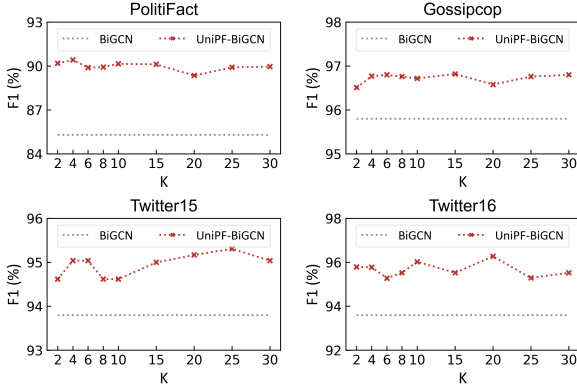 PolitiFact
93
90
87
84
F1 (%)
BiGCN
UniPF-BiGCN
2 4 6 8 10 15 20 25 30
K
Gossipcop
98
97
96
95
F1 (%)
BiGCN
UniPF-BiGCN
2 4 6 8 10 15 20 25 30
K
Twitter15
96
95
94
93
F1 (%)
BiGCN
UniPF-BiGCN
2 4 6 8 10 15 20 25 30
K
Twitter16
98
96
94
92
F1 (%)
BiGCN
UniPF-BiGCN
2 4 6 8 10 15 20 25 30
K